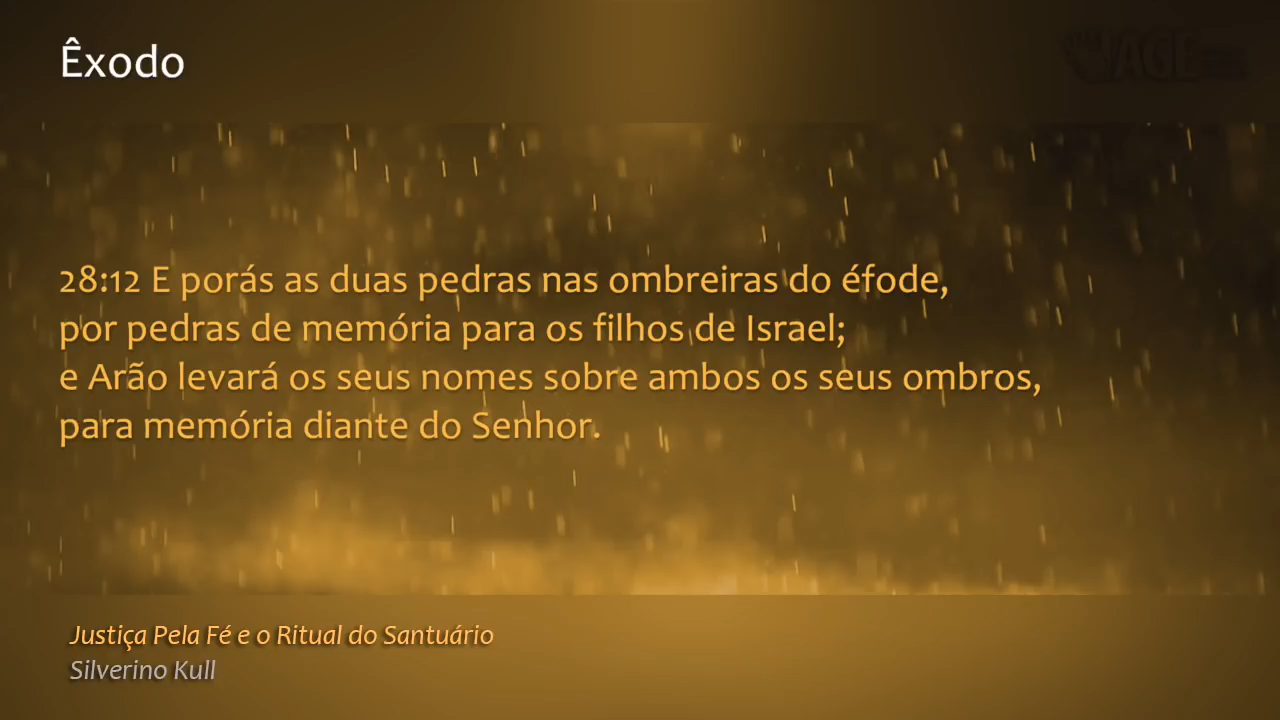 Êxodo
28:12 E porás as duas pedras nas ombreiras do éfode,
por pedras de memória para os filhos de Israel;
e Arão levará os seus nomes sobre ambos os seus ombros,
para memória diante do Senhor.
Justiça Pela Fé e o Ritual do Santuário
Silverino Kull